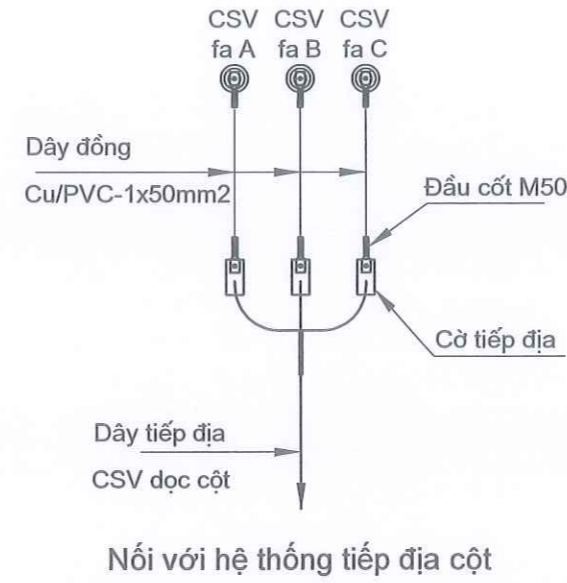 CSV CSV CSV
fa A fa B fa C
Dây đồng
Cu/PVC-1x50mm2
Đầu cốt M50
Cờ tiếp địa
Dây tiếp địa
CSV dọc cột
Nối với hệ thống tiếp địa cột